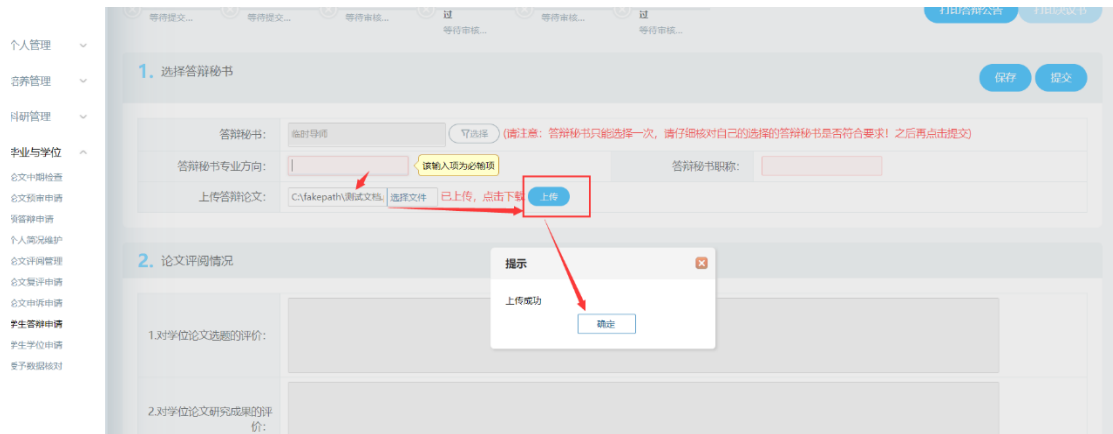 等待提交...
等待提交...
等待审核...
过
等待审核...
等待审核...
过
等待审核...
打印答辩公告
打印决议书
个人管理
培养管理
科研管理
毕业与学位
论文中期检查
论文预审申请
预答辩申请
个人简况维护
论文评阅管理
论文复评申请
论文申诉申请
学生答辩申请
学生学位申请
授予数据核对
1. 选择答辩秘书
保存
提交
答辩秘书: 临时导师 选择 (请注意：答辩秘书只能选择一次，请仔细核对自己的选择的答辩秘书是否符合要求！之后再点击提交)
答辩秘书专业方向: 该输入项为必输项 答辩秘书职称:
上传答辩论文: C:\fakepath\测试文档. 选择文件 已上传，点击下载 上传
2. 论文评阅情况
提示
上传成功
确定
1.对学位论文选题的评价:
2.对学位论文研究成果的评
价: